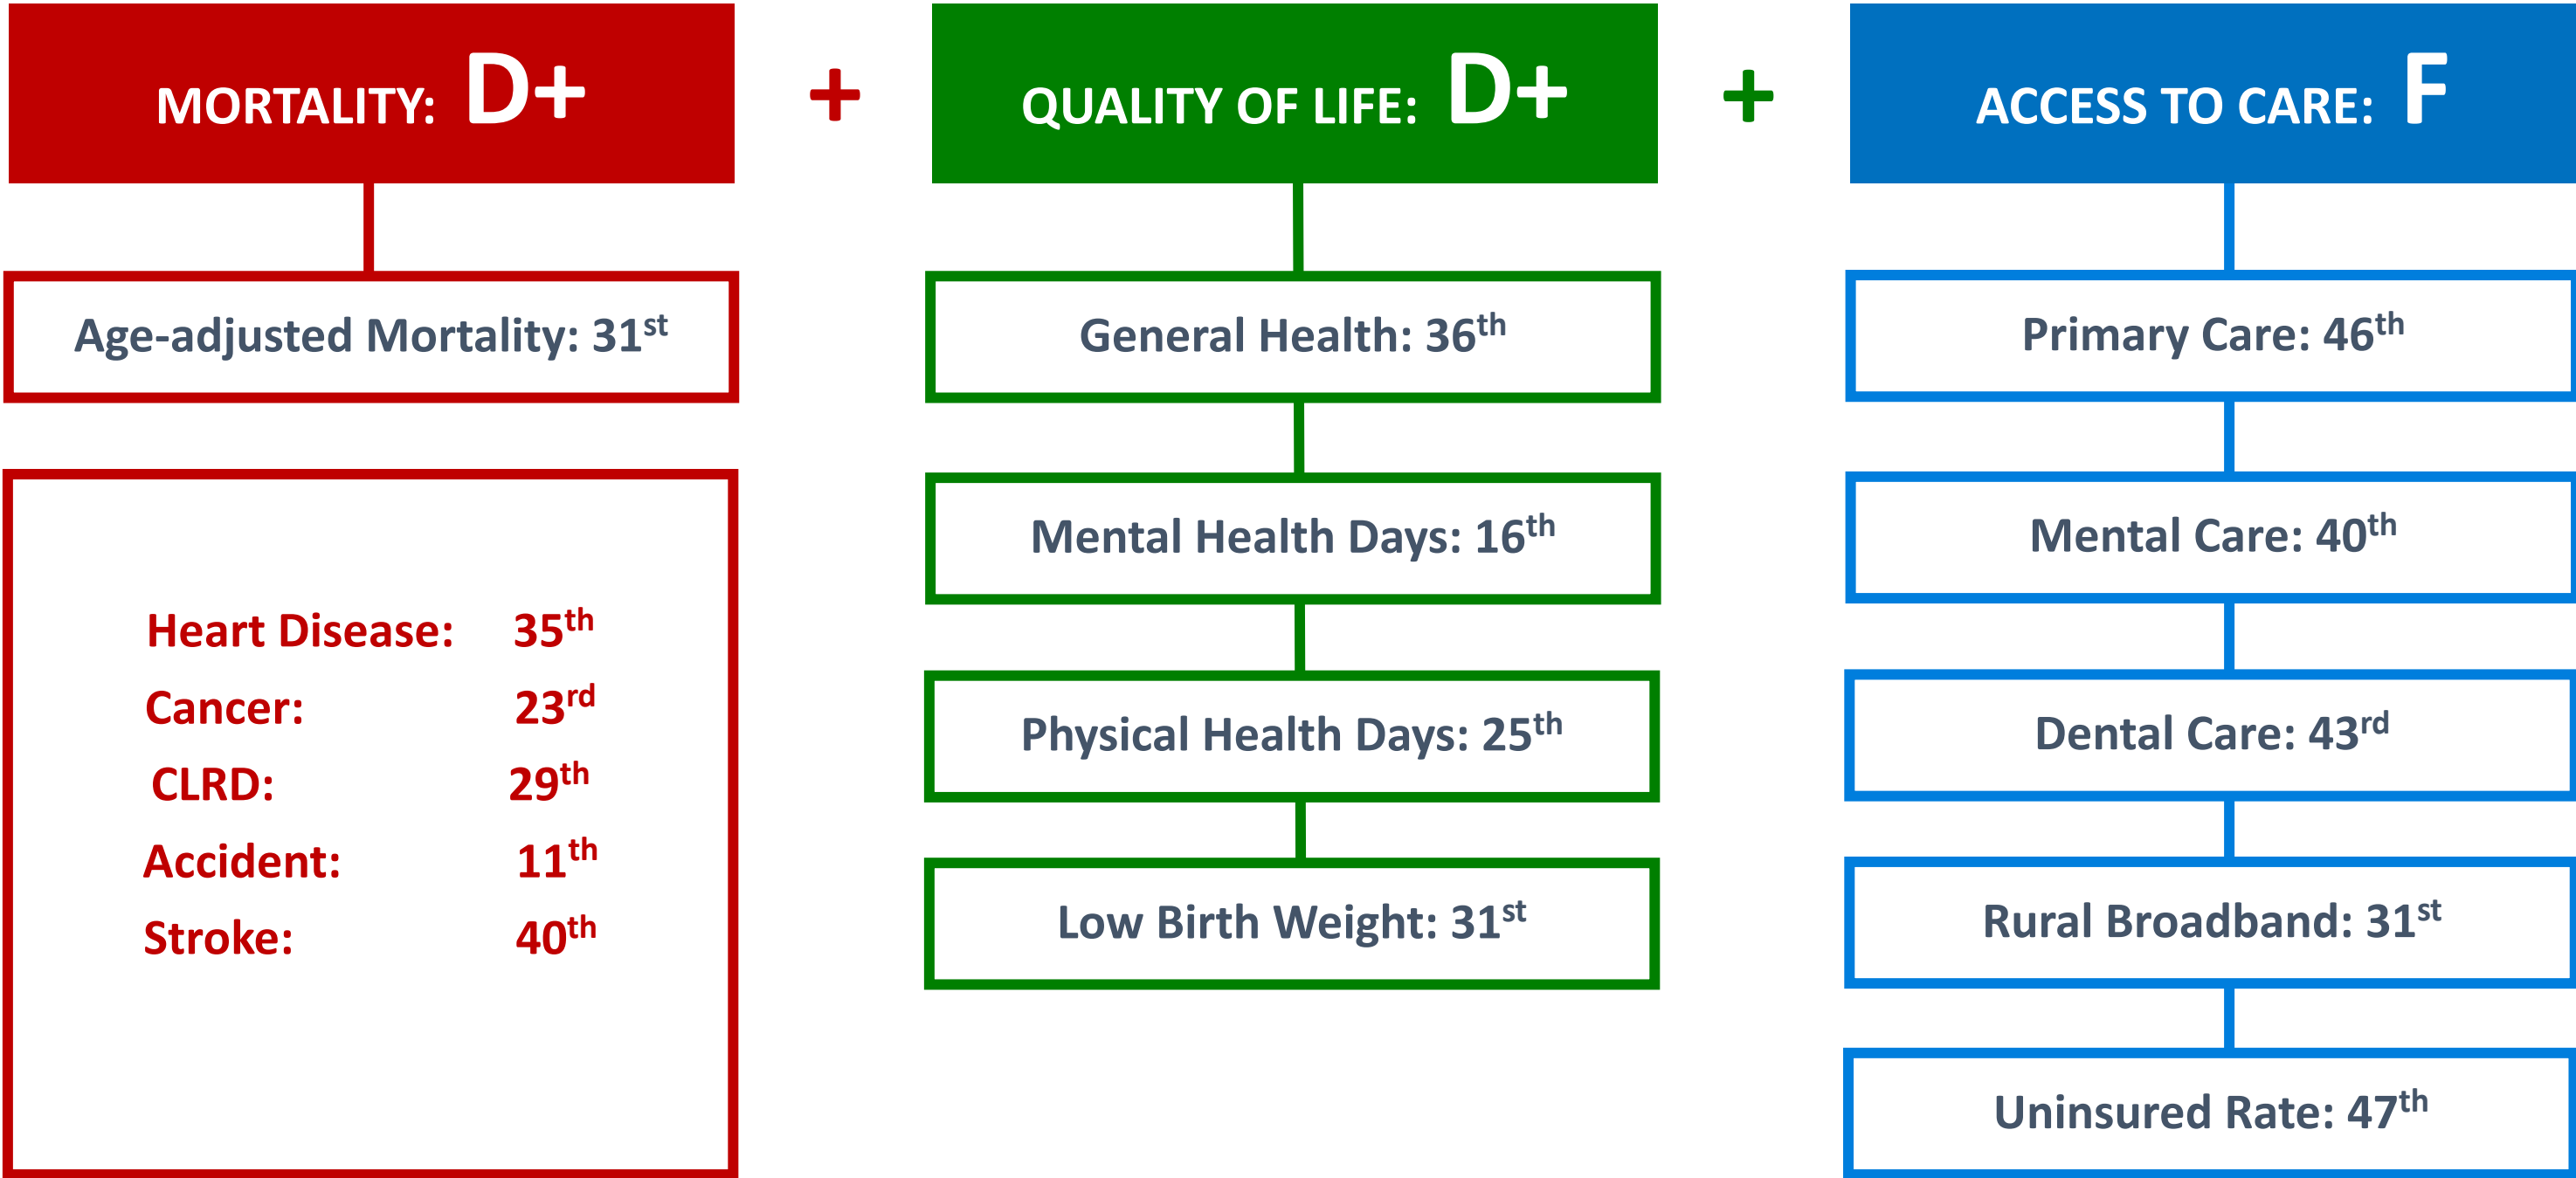 MORTALITY: D+
+
QUALITY OF LIFE: D+
+
ACCESS TO CARE: F
Age-adjusted Mortality: 31st
Heart Disease: 35th
Cancer: 23rd
CLRD: 29th
Accident: 11th
Stroke: 40th
General Health: 36th
Mental Health Days: 16th
Physical Health Days: 25th
Low Birth Weight: 31st
Primary Care: 46th
Mental Care: 40th
Dental Care: 43rd
Rural Broadband: 31st
Uninsured Rate: 47th